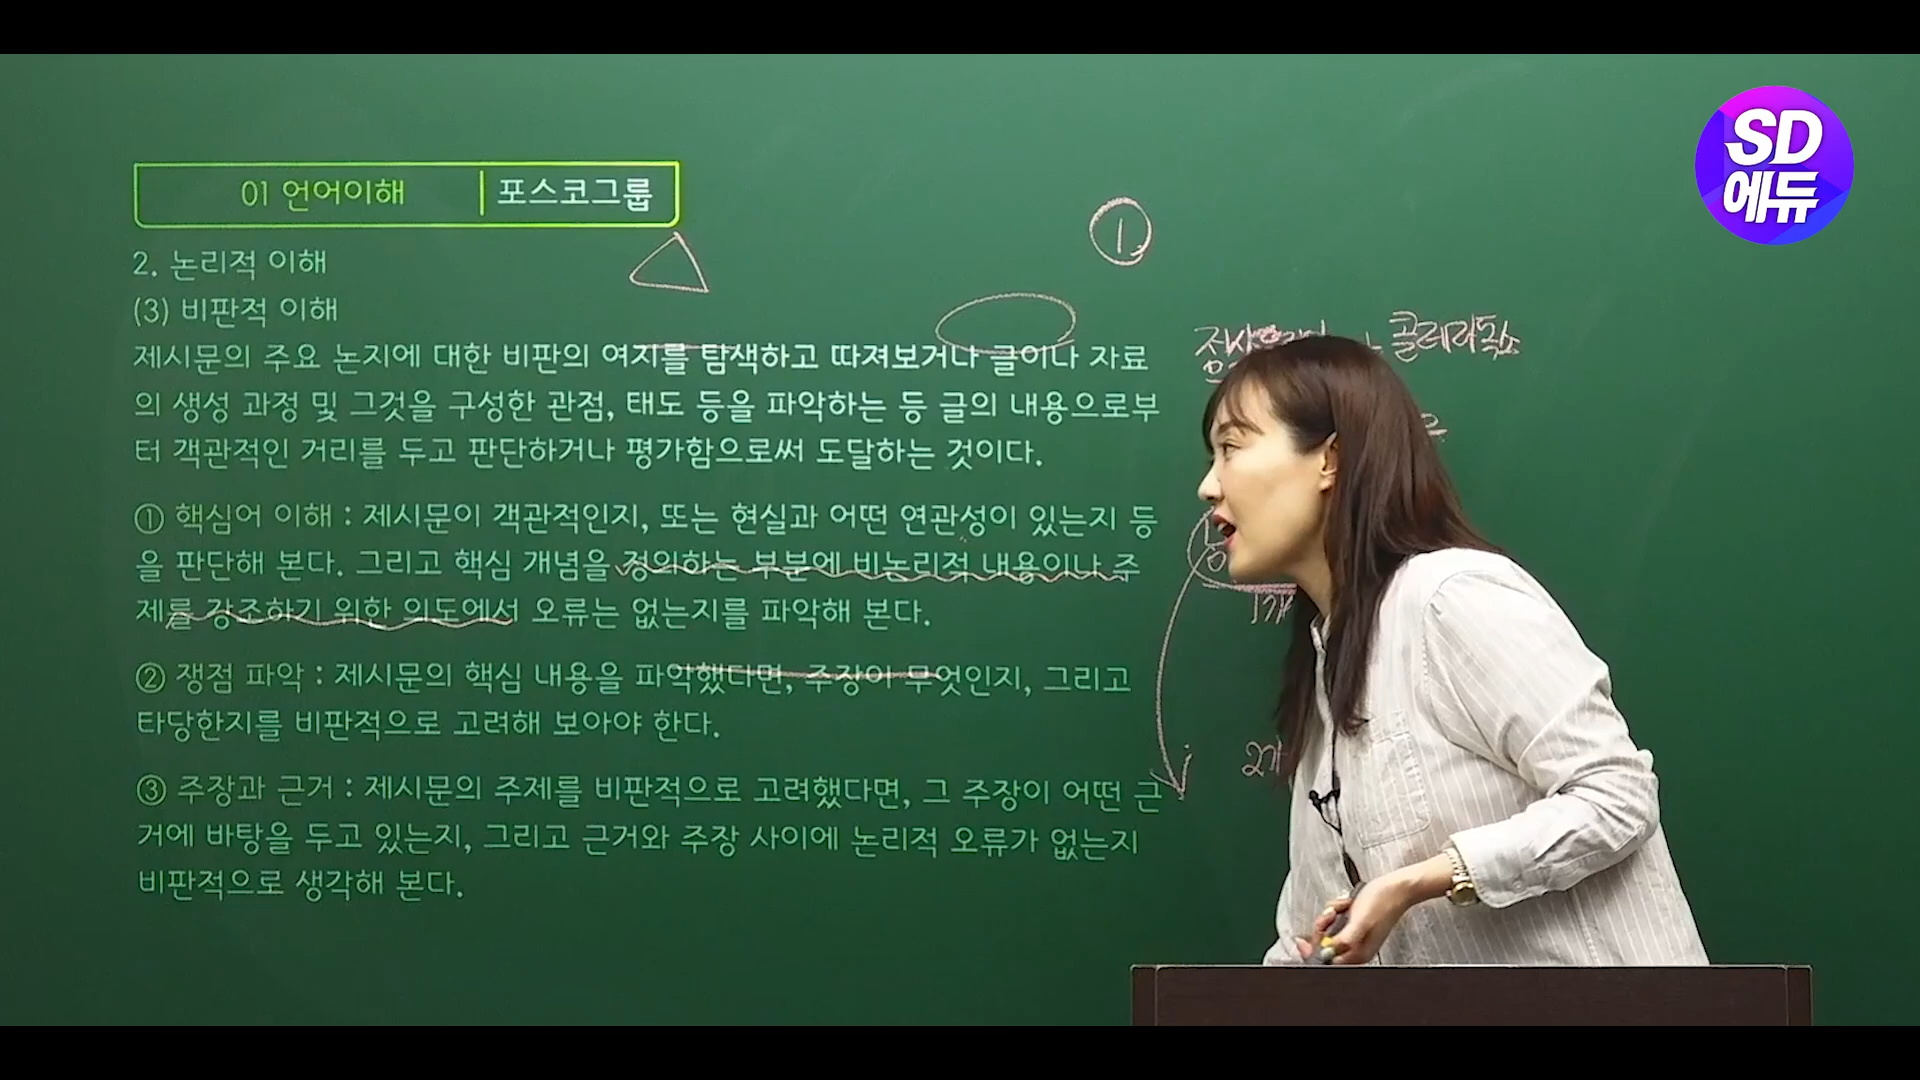 SD
에듀
01 언어이해
포스코그룹
2. 논리적 이해
①
(3) 비판적 이해
제시문의 주요 논지에 대한 비판의 여지를 탐색하고 따져보거나 글이나 자료
콜레라 독소
의 생성 과정 및 그것을 구성한 관점, 태도 등을 파악하는 등 글의 내용으로부
터 객관적인 거리를 두고 판단하거나 평가함으로써 도달하는 것이다.
① 핵심어 이해 : 제시문이 객관적인지, 또는 현실과 어떤 연관성이 있는지 등
을 판단해 본다. 그리고 핵심 개념을 정의하는 부분에 비논리적 내용이나 주
제를 강조하기 위한 의도에서 오류는 없는지를 파악해 본다.
② 쟁점 파악 : 제시문의 핵심 내용을 파악했다면, 주장이 무엇인지, 그리고
타당한지를 비판적으로 고려해 보아야 한다.
③ 주장과 근거 : 제시문의 주제를 비판적으로 고려했다면, 그 주장이 어떤 근
거에 바탕을 두고 있는지, 그리고 근거와 주장 사이에 논리적 오류가 없는지
비판적으로 생각해 본다.